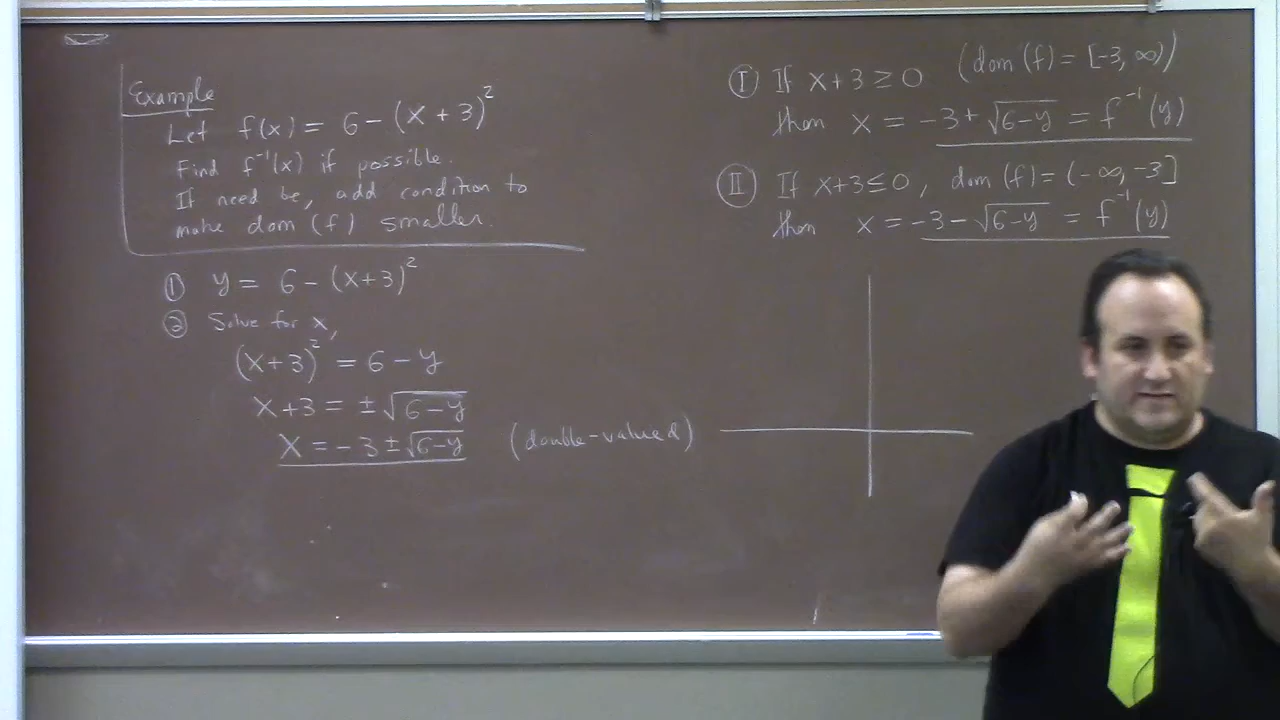 Example
Let f(x) = 6 - (x + 3)²
Find f⁻¹(x) if possible.
If need be, add condition to
make dom (f) smaller.
① y = 6 - (x+3)²
② Solve for x,
(x+3)² = 6 - y
x+3 = ±√(6-y)
x = -3 ± √(6-y) (double-valued)
Ⓘ If x+3 ≥ 0 (dom (f) = [-3, ∞))
then x = -3 + √(6-y) = f⁻¹(y)
Ⓘ︎Ⓘ If x+3 ≤ 0, dom (f) = (-∞, -3]
then x = -3 - √(6-y) = f⁻¹(y)